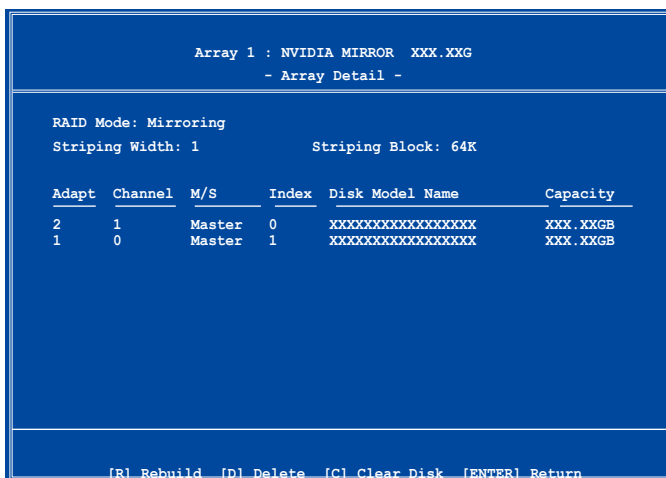 Array 1 : NVIDIA MIRROR XXX.XXG
- Array Detail -
RAID Mode: Mirroring
Striping Width: 1 Striping Block: 64K
Adapt Channel M/S Index Disk Model Name Capacity
2 1 Master 0 XXXXXXXXXXXXXXXXX XXX.XXGB
1 0 Master 1 XXXXXXXXXXXXXXXXX XXX.XXGB
[R] Rebuild [D] Delete [C] Clear Disk [ENTER] Return